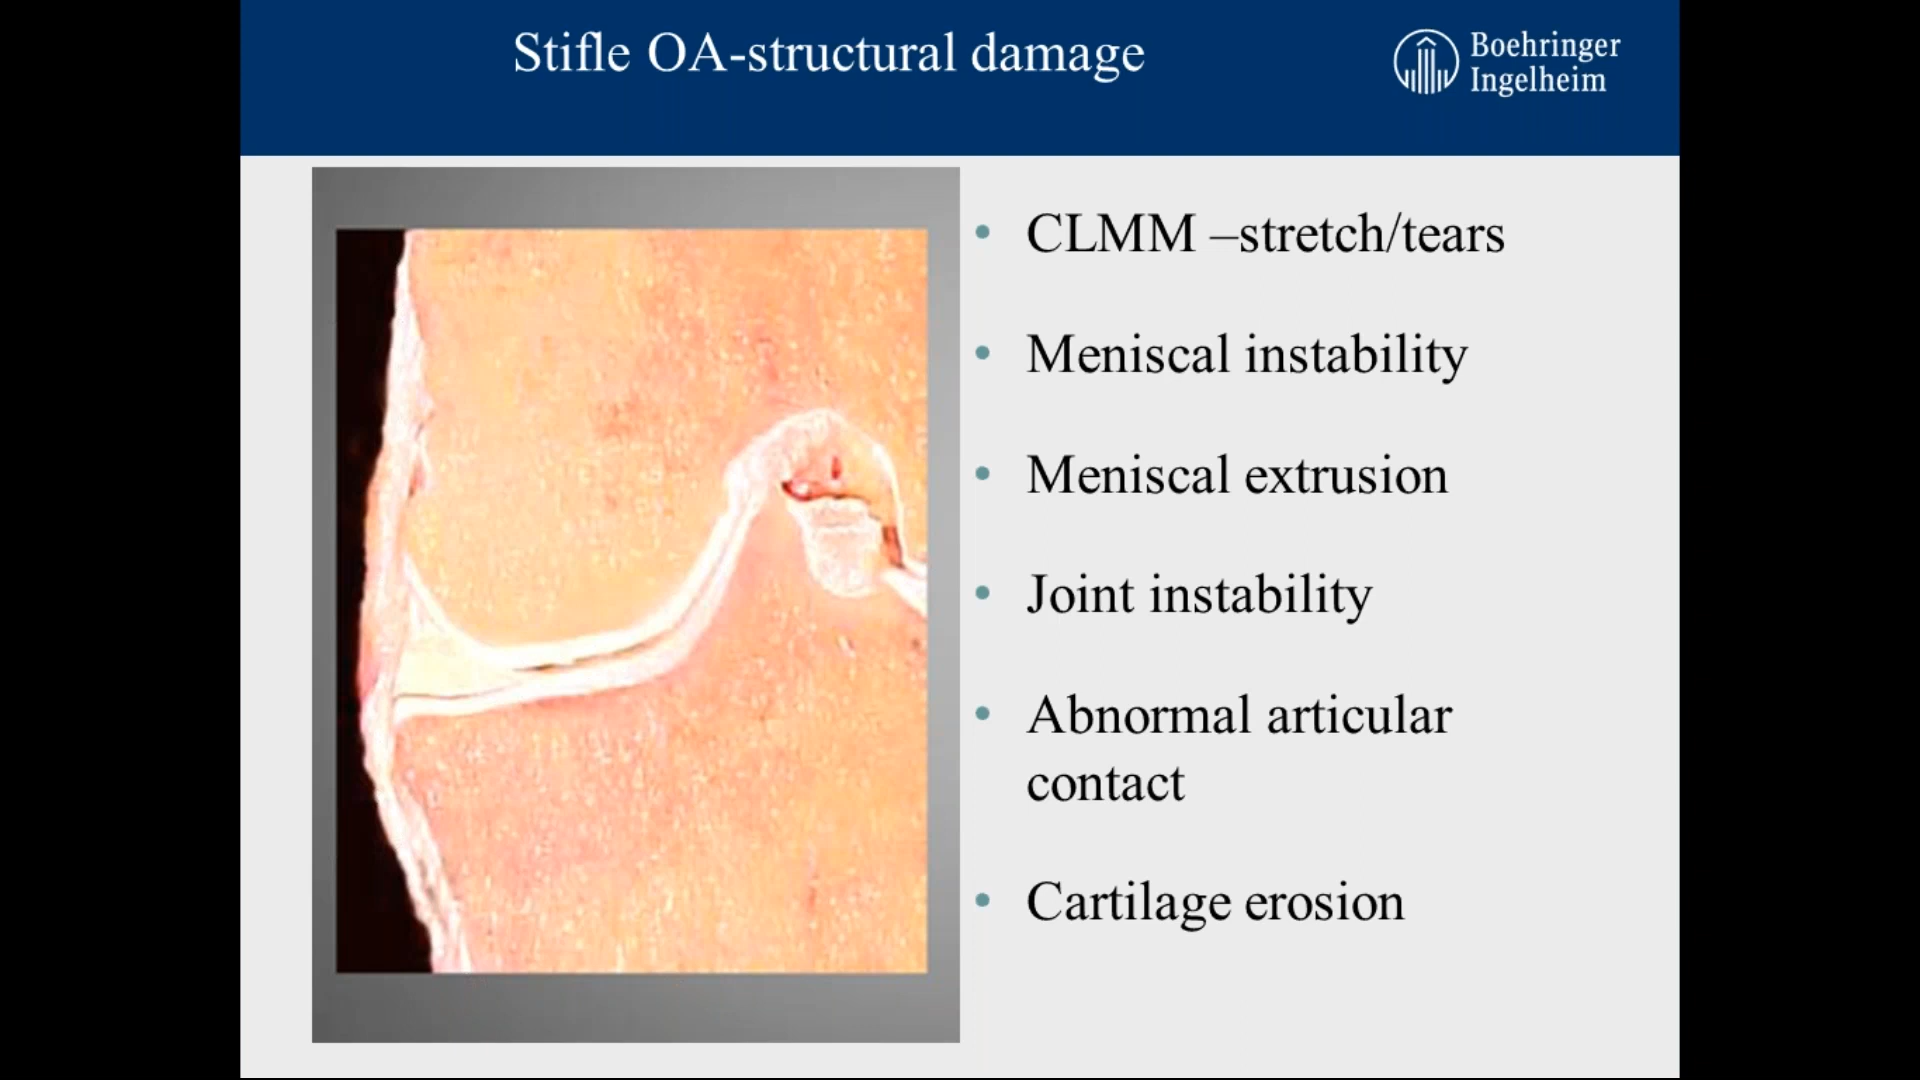 Stifle OA-structural damage
Boehringer
Ingelheim
• CLMM –stretch/tears
• Meniscal instability
• Meniscal extrusion
• Joint instability
• Abnormal articular
contact
• Cartilage erosion